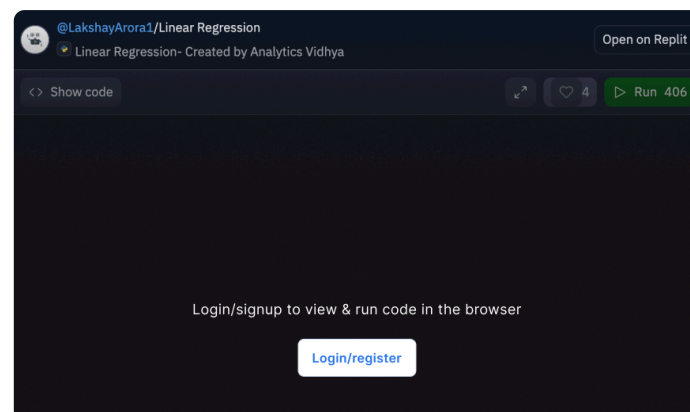 @LakshayArora1/Linear Regression
Linear Regression- Created by Analytics Vidhya
Open on Replit
<> Show code
4
Run 406
Login/signup to view & run code in the browser
Login/register